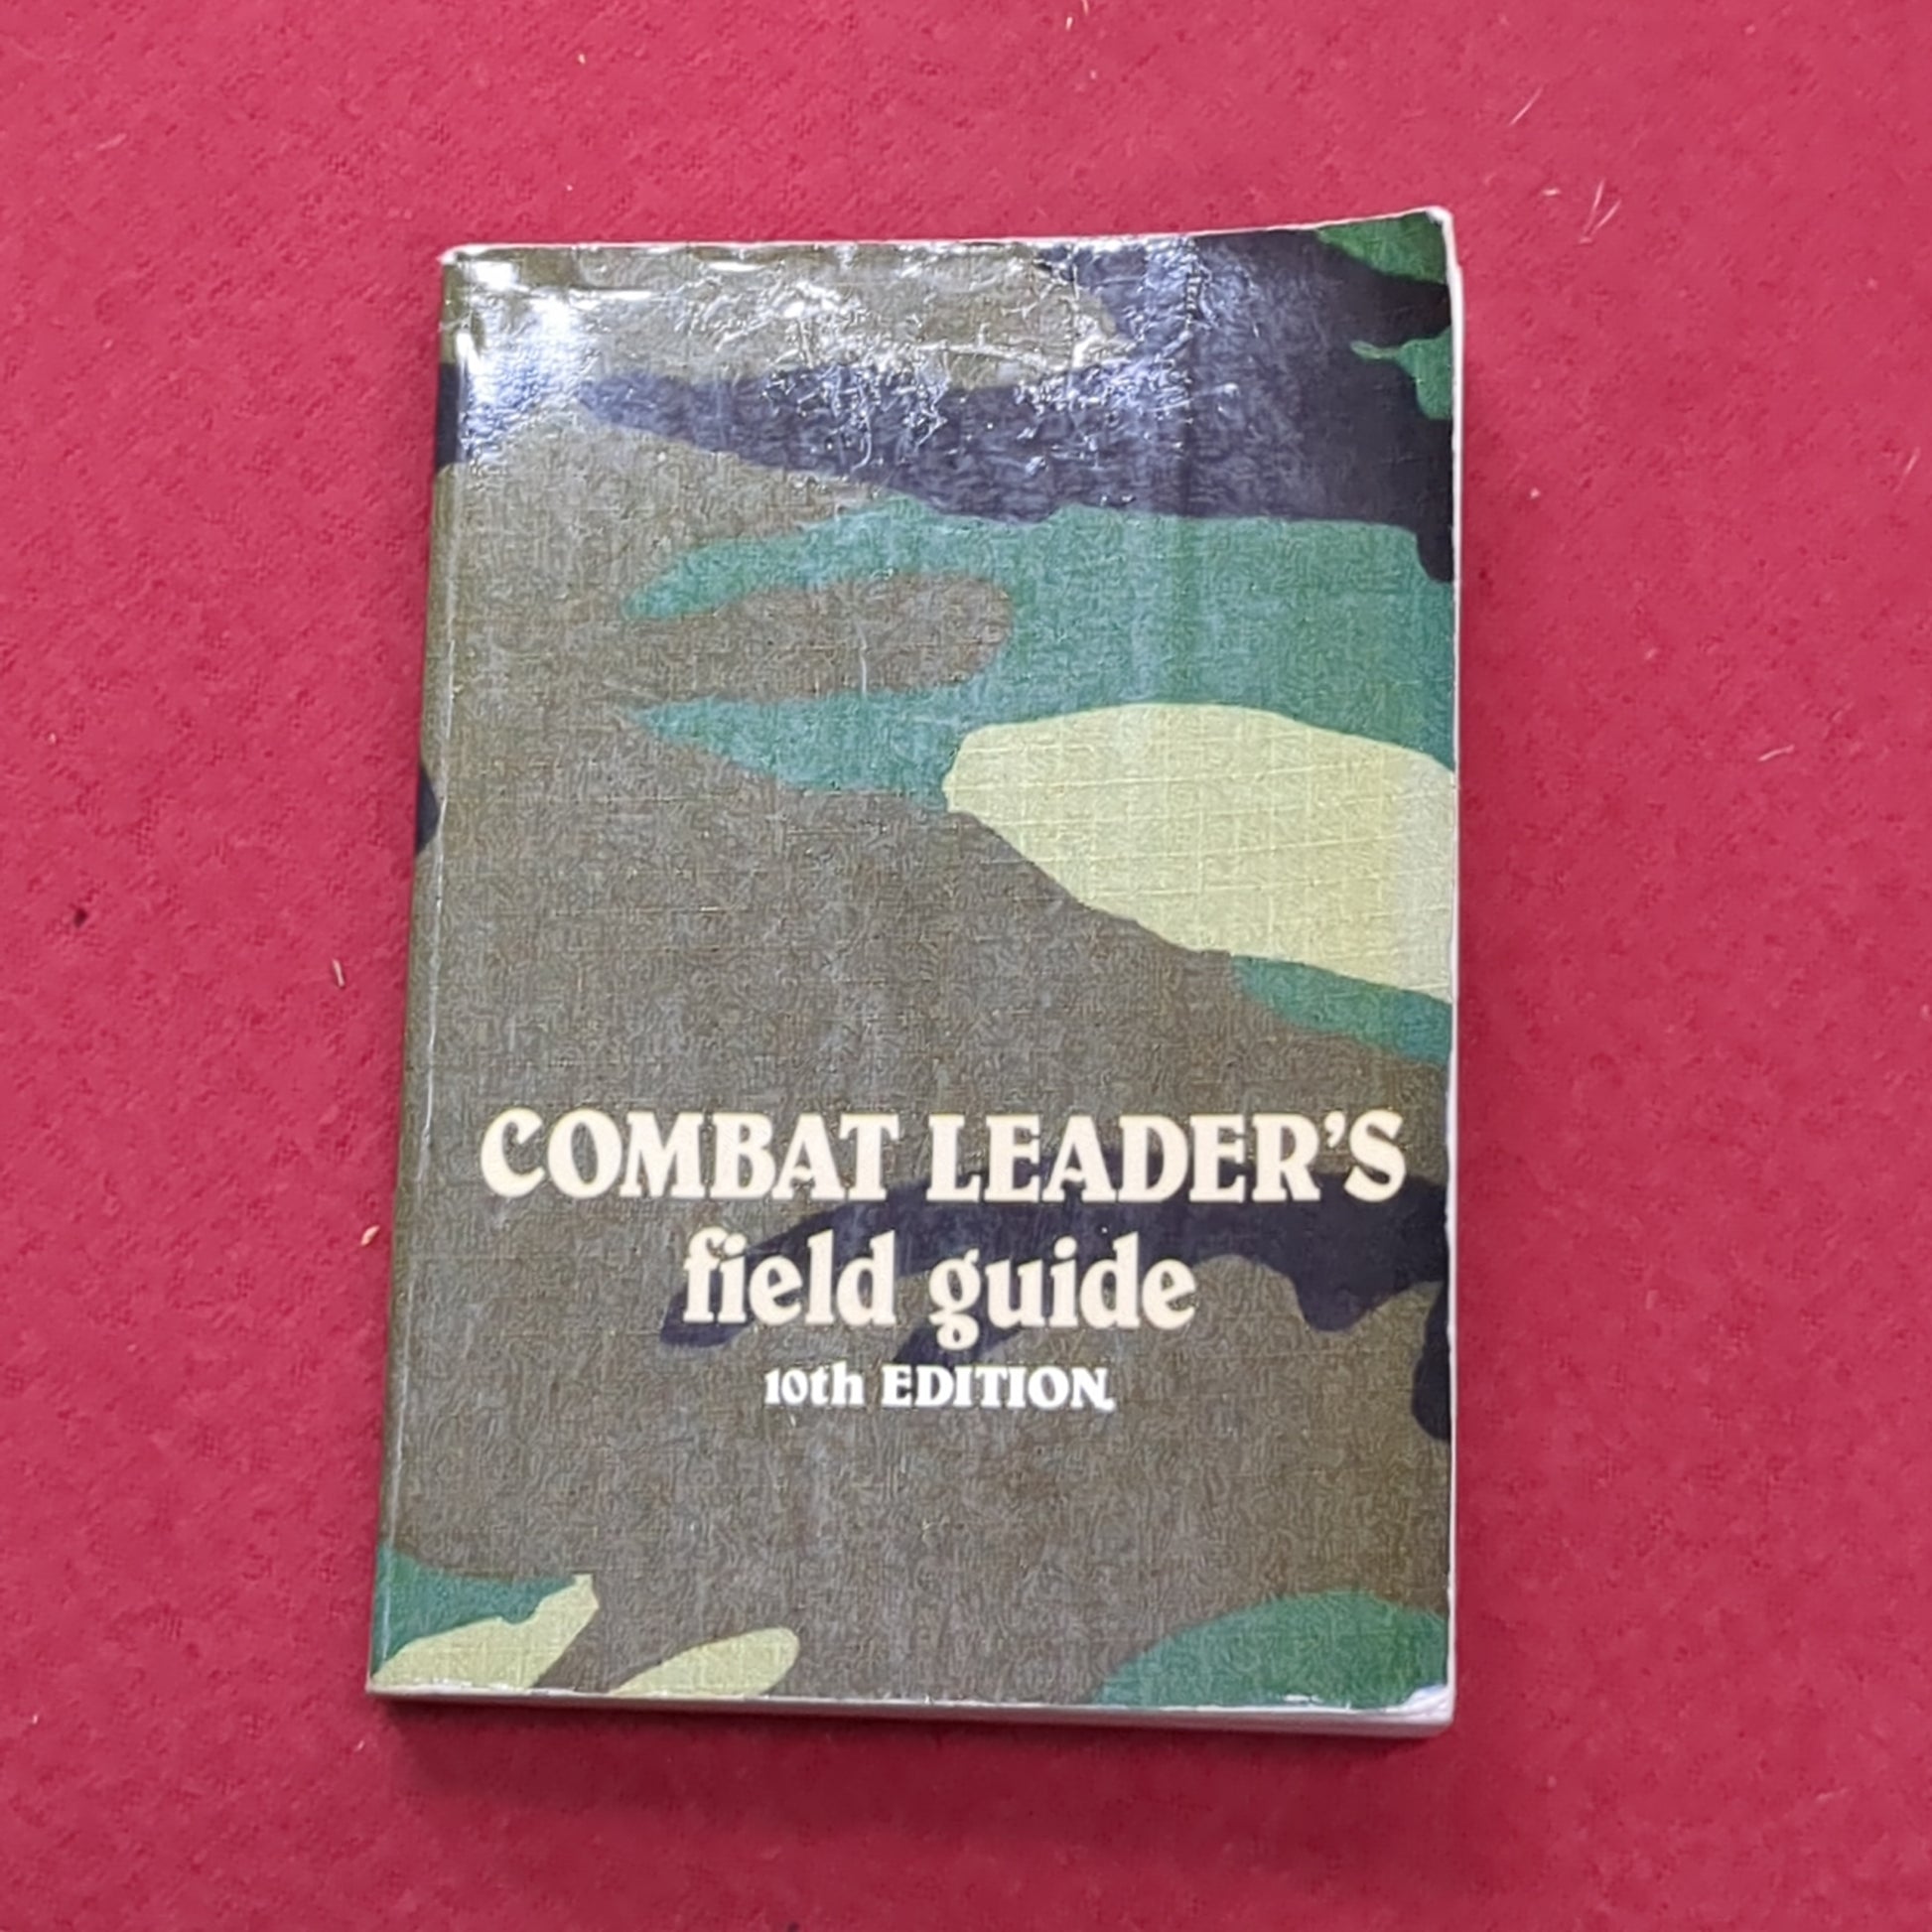 COMBAT LEADER'S
field guide
10th EDITION